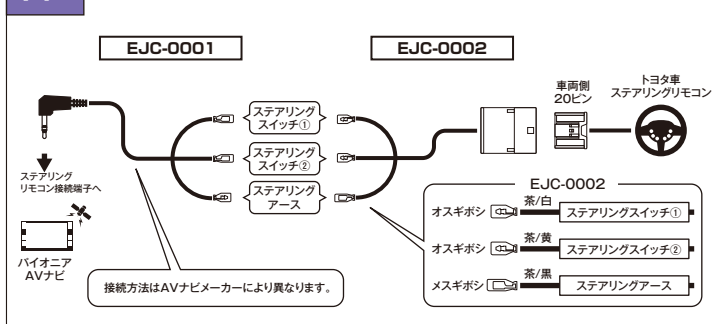 EJC-0001
EJC-0002
車両側
20ピン
トヨタ車
ステアリングリモコン
ステアリング
スイッチ①
ステアリング
スイッチ②
ステアリング
アース
ステアリング
リモコン接続端子へ
パイオニア
AVナビ
接続方法はAVナビメーカーにより異なります。
EJC-0002
オスギボシ
茶/白
ステアリングスイッチ①
オスギボシ
茶/黄
ステアリングスイッチ②
メスギボシ
茶/黒
ステアリングアース